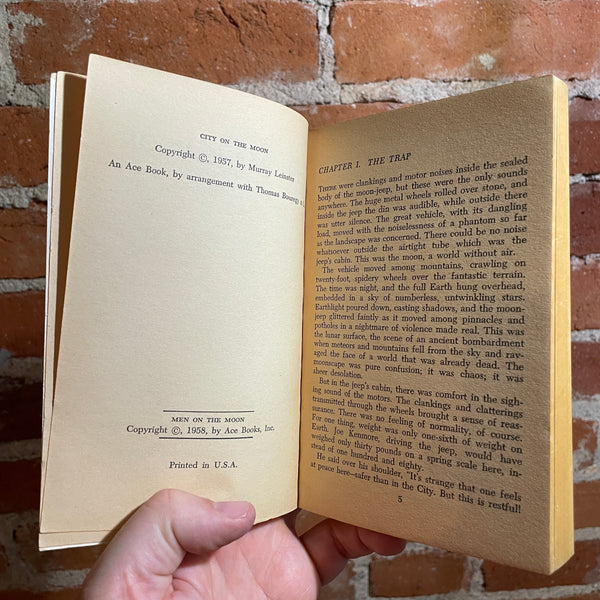 CITY ON THE MOON
Copyright ©, 1957, by Murray Leinster
An Ace Book, by arrangement with Thomas Bouregy &
MEN ON THE MOON
Copyright ©, 1958, by Ace Books, Inc.
Printed in U.S.A.
CHAPTER I. THE TRAP
THERE were clankings and motor noises inside the sealed
body of the moon-jeep, but these were the only sounds
anywhere. The huge metal wheels rolled over stone, and
inside the jeep the din was audible, while outside there
was utter silence. The great vehicle, with its dangling
load, moved with the noiselessness of a phantom so far
as the landscape was concerned. There could be no noise
whatsoever outside the airtight tube which was the
jeep's cabin. This was the moon, a world without air.
The vehicle moved among mountains, crawling on
twenty-foot, spidery wheels over the fantastic terrain.
The time was night, and the full Earth hung overhead,
embedded in a sky of numberless, untwinkling stars.
Earthlight poured down, casting shadows, and the moon-
jeep glittered faintly as it moved among pinnacles and
potholes in a nightmare of violence made real. This was
the lunar surface, the scene of an ancient bombardment
when meteors and mountains fell from the sky and rav-
aged the face of a world that was already dead. The
moonscape was pure confusion; it was chaos; it was
sheer desolation.
But in the jeep's cabin, there was comfort in the sigh-
ing sound of the motors. The clankings and clatterings
transmitted through the wheels brought a sense of reas-
surance. There was no feeling of normality, of course.
For one thing, weight was only one-sixth of weight on
Earth. Joe Kenmore, driving the jeep, would have
weighed only thirty pounds on a spring scale here, in-
stead of one hundred and eighty.
He said over his shoulder, "It's strange that one feels
at peace here—safer than in the City. But this is restful!
5